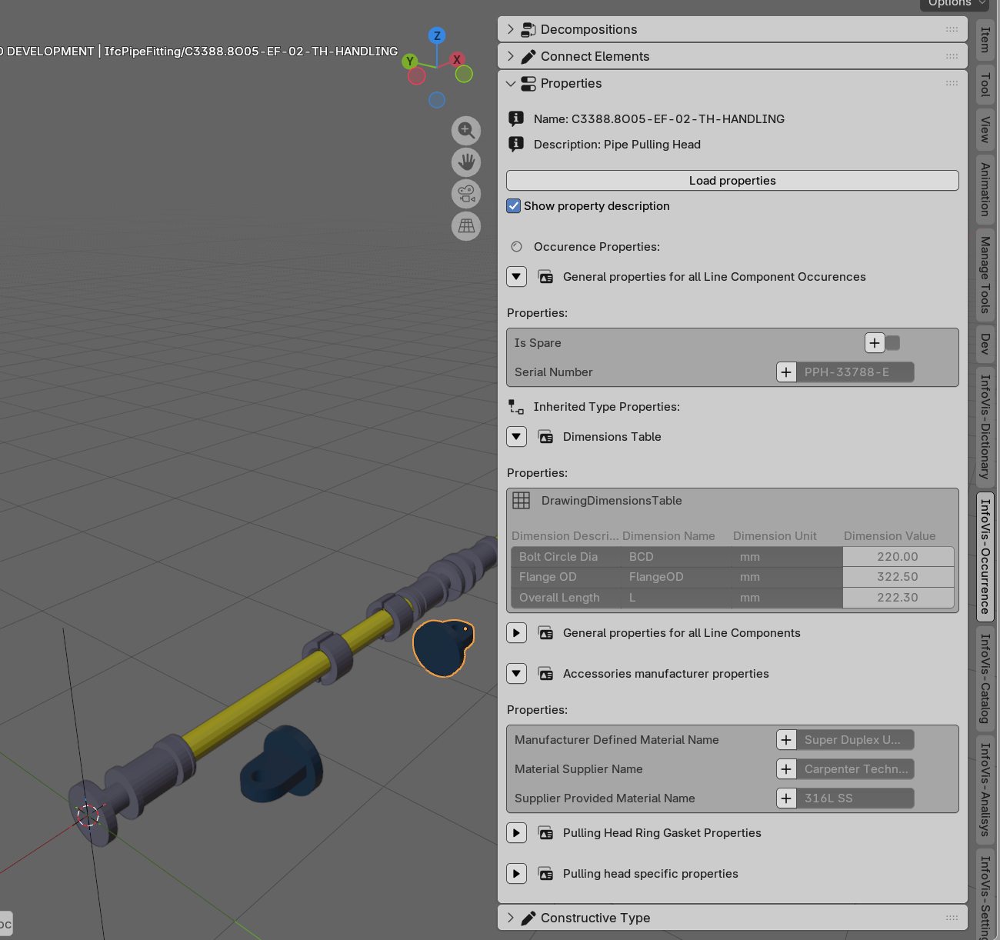 Options
Decompositions
O DEVELOPMENT | IfcPipeFitting/C3388.8O05-EF-02-TH-HANDLING
Z
Y
X
Connect Elements
Properties
Name: C3388.8O05-EF-02-TH-HANDLING
Description: Pipe Pulling Head
Load properties
Show property description
Occurence Properties:
General properties for all Line Component Occurences
Properties:
Is Spare
Serial Number
PPH-33788-E
Inherited Type Properties:
Dimensions Table
Properties:
DrawingDimensionsTable
Dimension Descri... Dimension Name Dimension Unit Dimension Value
Bolt Circle Dia BCD mm 220.00
Flange OD FlangeOD mm 322.50
Overall Length L mm 222.30
General properties for all Line Components
Accessories manufacturer properties
Properties:
Manufacturer Defined Material Name
Super Duplex U...
Material Supplier Name
Carpenter Techn...
Supplier Provided Material Name
316L SS
Pulling Head Ring Gasket Properties
Pulling head specific properties
Constructive Type
oc
Item
Tool
View
Animation
Manage Tools
Dev
InfoVis-Dictionary
InfoVis-Occurrence
InfoVis-Catalog
InfoVis-Analisys
InfoVis-Setting